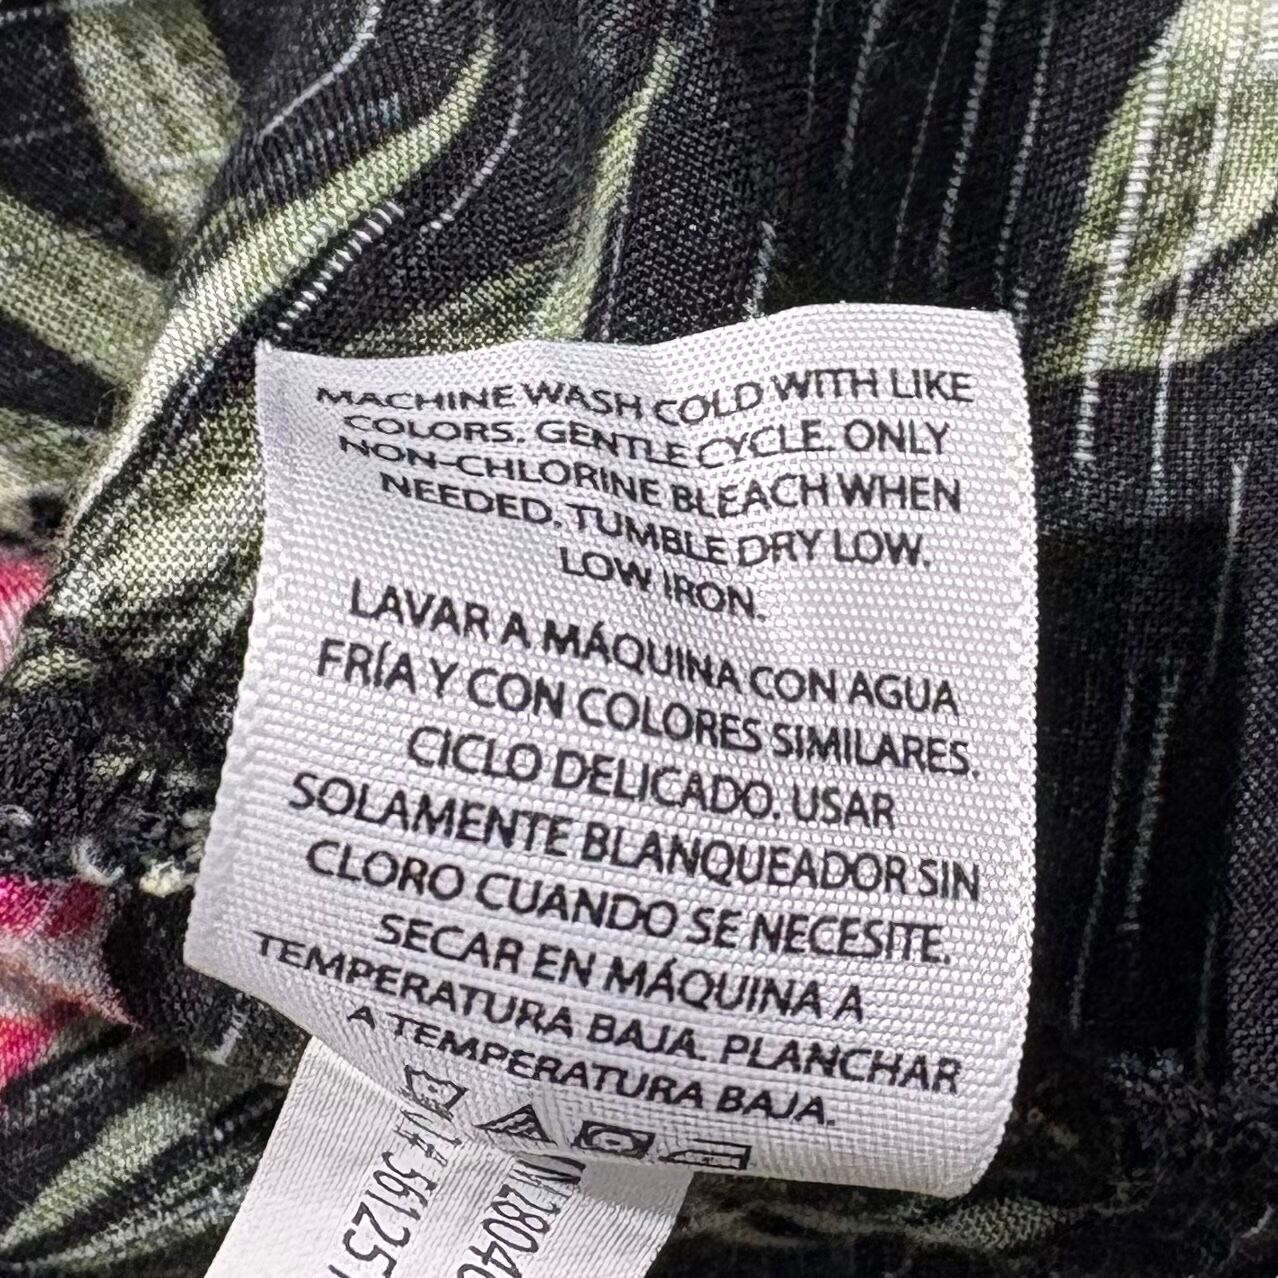 MACHINE WASH COLD WITH LIKE
COLORS. GENTLE CYCLE. ONLY
NON-CHLORINE BLEACH WHEN
NEEDED. TUMBLE DRY LOW.
LOW IRON.
LAVAR A MÁQUINA CON AGUA
FRÍA Y CON COLORES SIMILARES.
CICLO DELICADO. USAR
SOLAMENTE BLANQUEADOR SIN
CLORO CUANDO SE NECESITE.
SECAR EN MÁQUINA A
TEMPERATURA BAJA. PLANCHAR
A TEMPERATURA BAJA.
# 56125